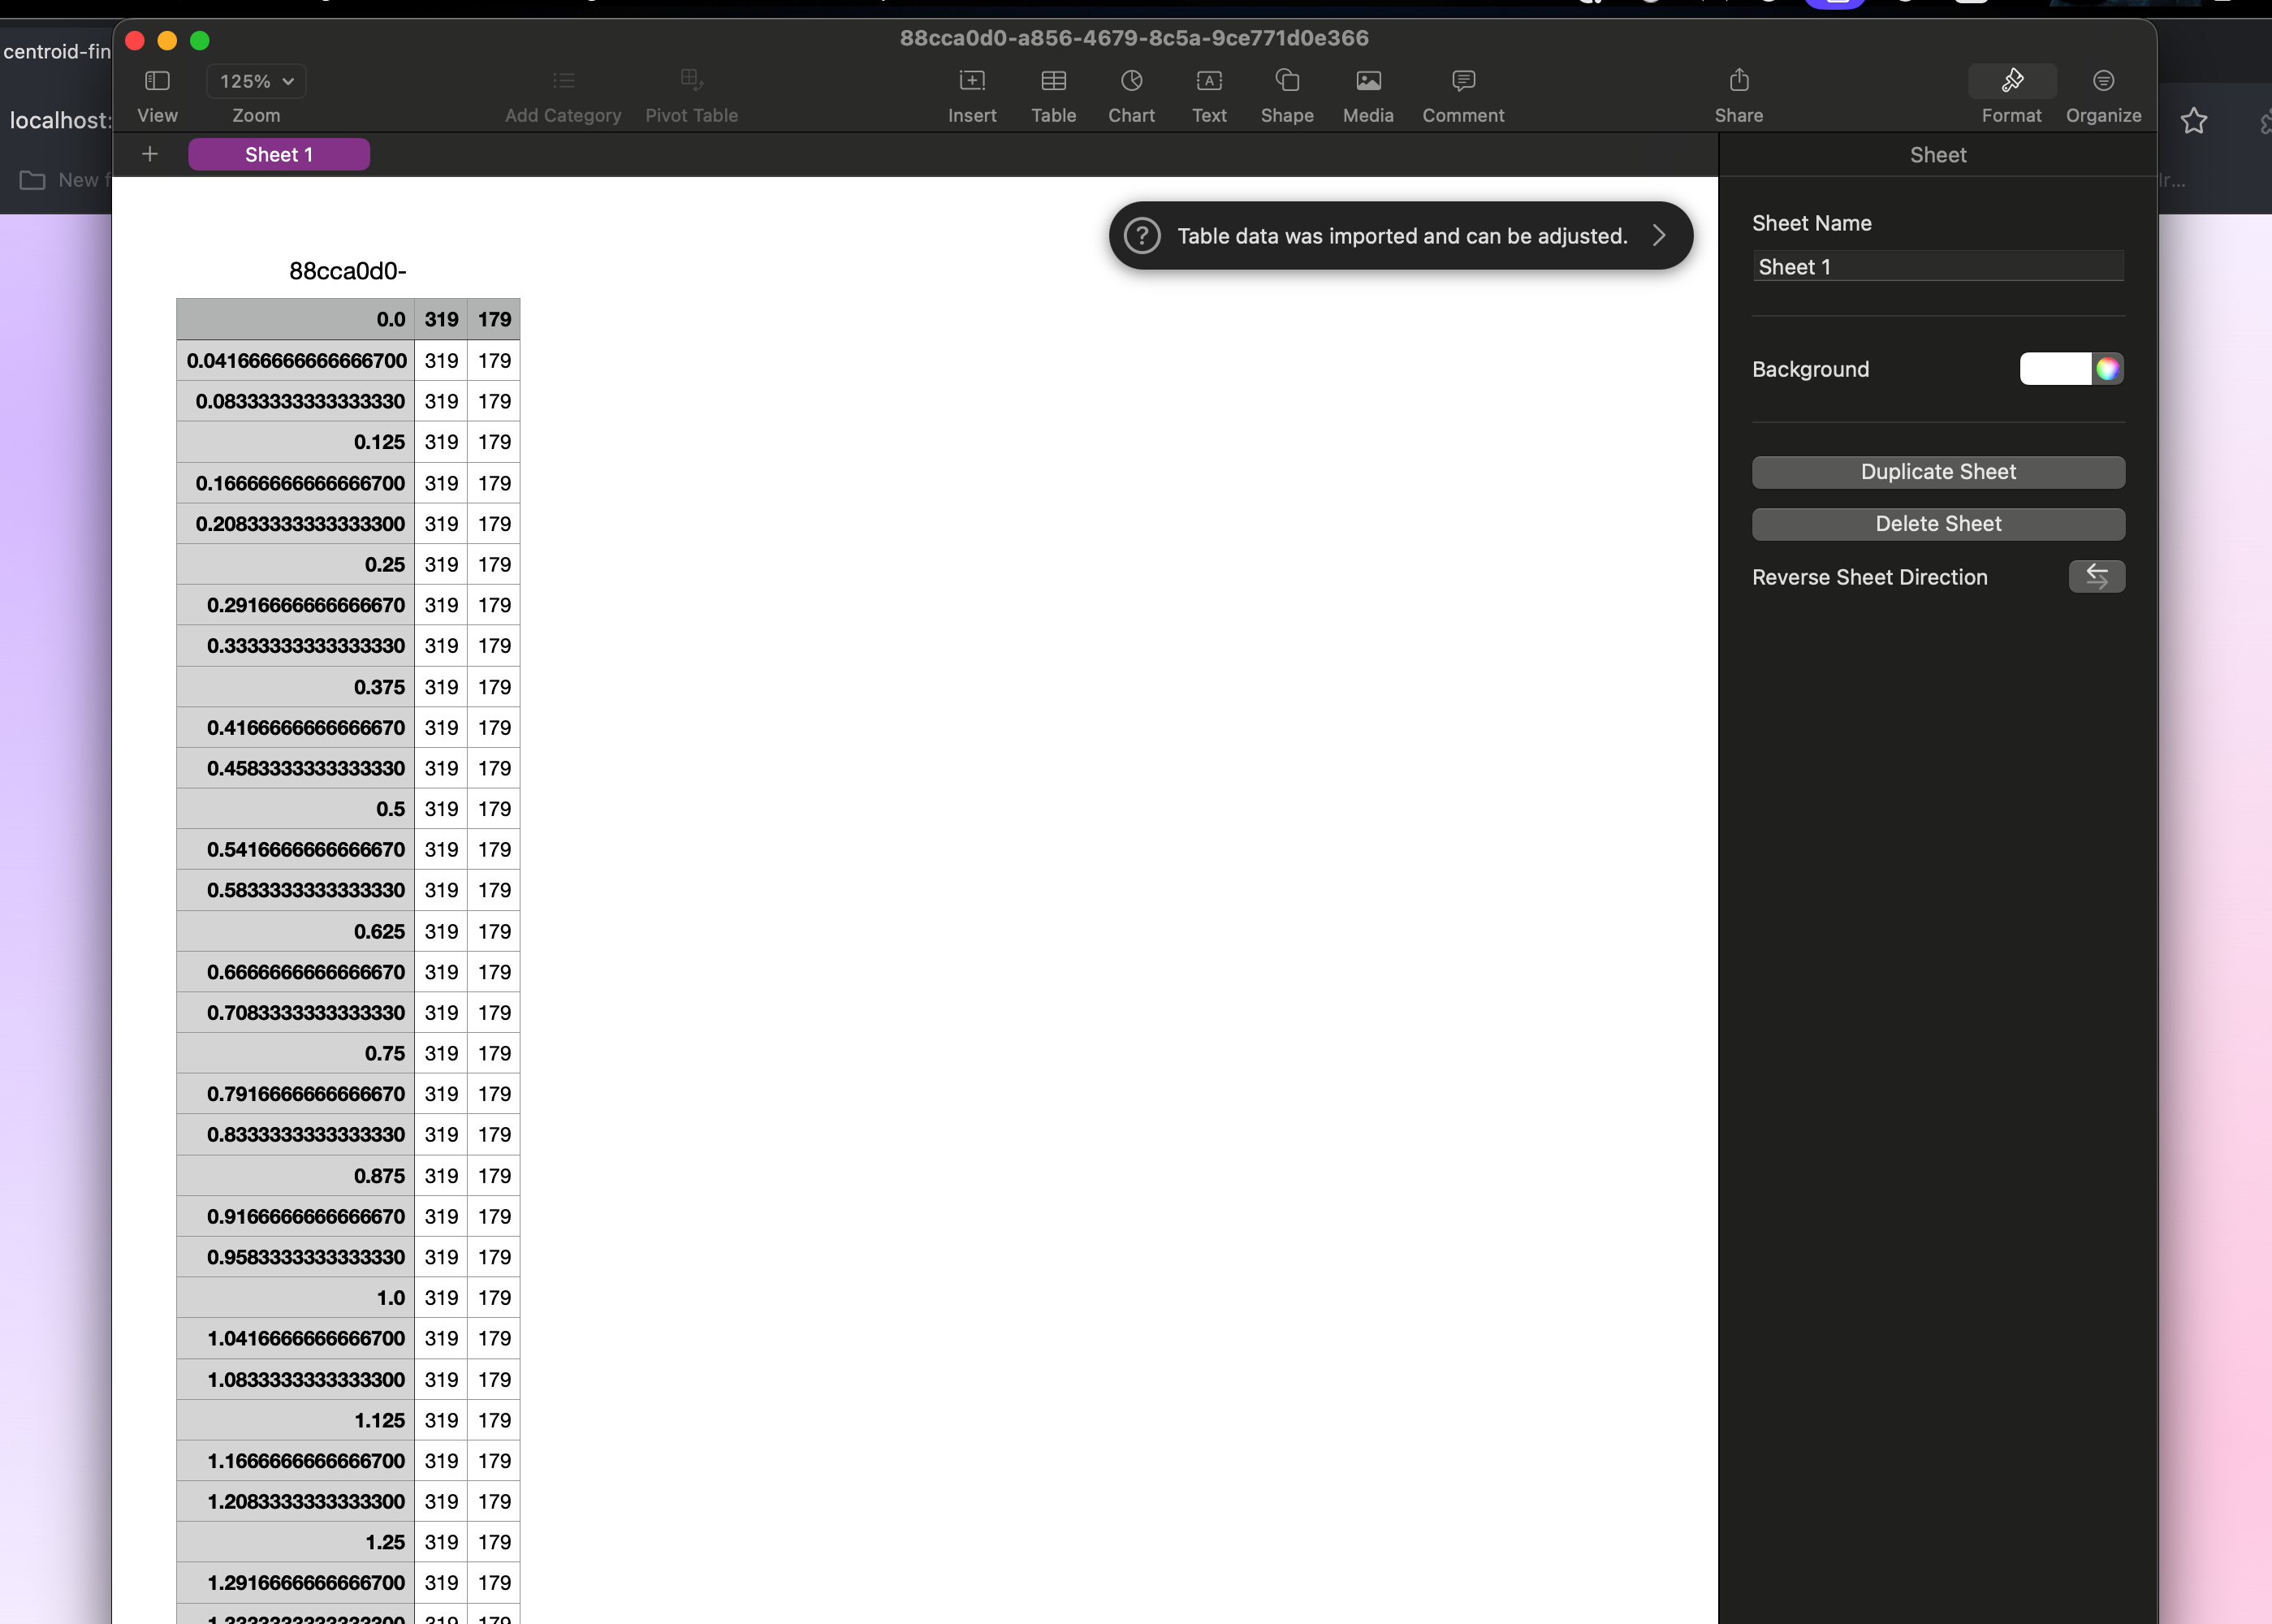 88cca0d0-a856-4679-8c5a-9ce771d0e366
centroid-fin
125%
View
Zoom
Add Category
Pivot Table
Insert
Table
Chart
Text
Shape
Media
Comment
Share
Format
Organize
localhost:
New f
lr...
+ Sheet 1
Sheet
Table data was imported and can be adjusted.
Sheet Name
Sheet 1
Background
Duplicate Sheet
Delete Sheet
Reverse Sheet Direction
88cca0d0-
0.0 319 179
0.041666666666666700 319 179
0.08333333333333330 319 179
0.125 319 179
0.16666666666666700 319 179
0.20833333333333300 319 179
0.25 319 179
0.2916666666666670 319 179
0.3333333333333330 319 179
0.375 319 179
0.4166666666666670 319 179
0.4583333333333330 319 179
0.5 319 179
0.5416666666666670 319 179
0.5833333333333330 319 179
0.625 319 179
0.6666666666666670 319 179
0.7083333333333330 319 179
0.75 319 179
0.7916666666666670 319 179
0.8333333333333330 319 179
0.875 319 179
0.9166666666666670 319 179
0.9583333333333330 319 179
1.0 319 179
1.0416666666666700 319 179
1.0833333333333300 319 179
1.125 319 179
1.1666666666666700 319 179
1.2083333333333300 319 179
1.25 319 179
1.2916666666666700 319 179
1.3333333333333300 319 179